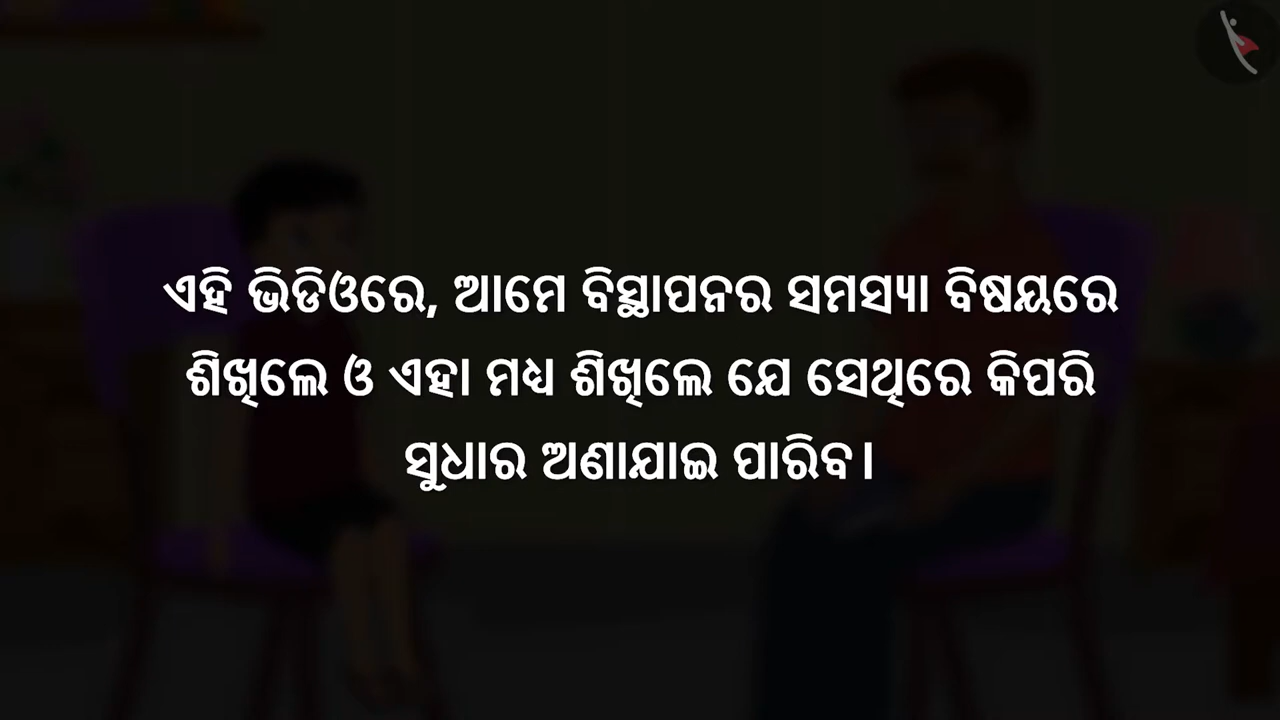 ଏହି ଭିଡିଓରେ, ଆମେ ବିସ୍ଥାପନର ସମସ୍ୟା ବିଷୟରେ
ଶିଖିଲେ ଓ ଏହା ମଧ୍ୟ ଶିଖିଲେ ଯେ ସେଥିରେ କିପରି
ସୁଧାର ଅଣାଯାଇ ପାରିବ।